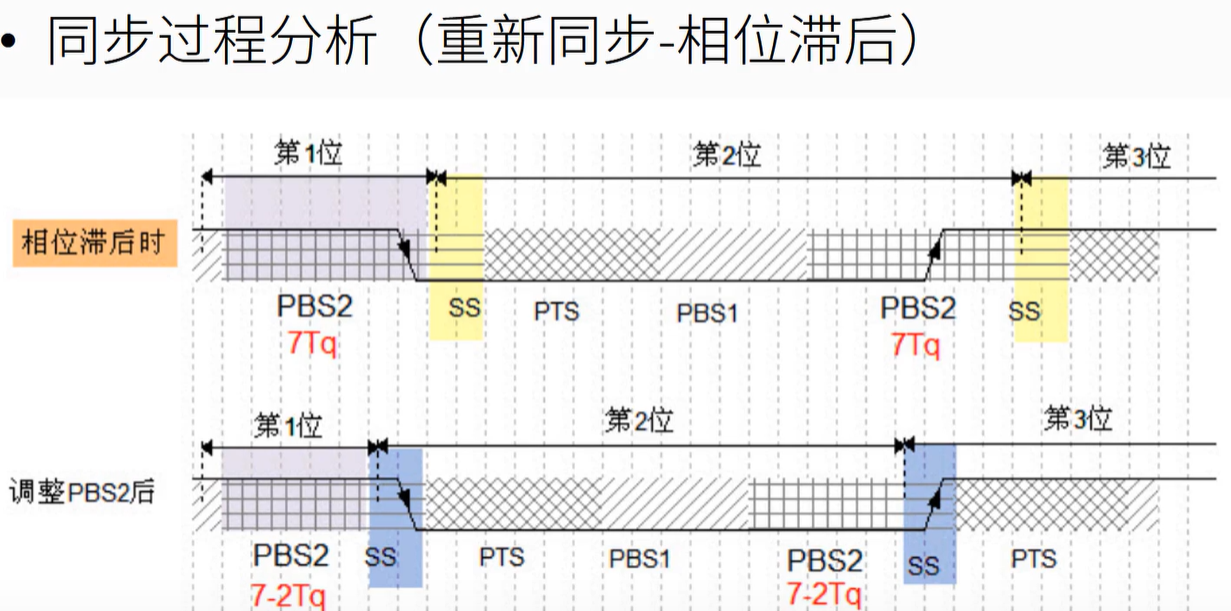 • 同步过程分析（重新同步-相位滞后）
第1位 第2位 第3位
相位滞后时
PBS2 SS PTS PBS1 PBS2 SS
7Tq 7Tq
第1位 第2位 第3位
调整PBS2后
PBS2 SS PTS PBS1 PBS2 SS PTS
7-2Tq 7-2Tq